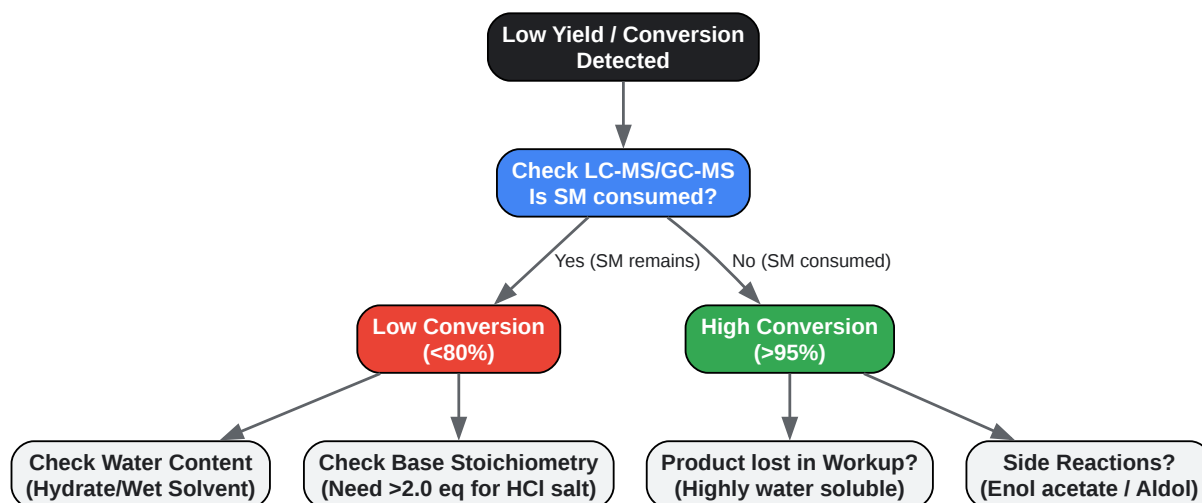 Low Yield / Conversion
Detected
Check LC-MS/GC-MS
Is SM consumed?
Yes (SM remains)
No (SM consumed)
Low Conversion
(<80%)
High Conversion
(>95%)
Check Water Content
(Hydrate/Wet Solvent)
Check Base Stoichiometry
(Need >2.0 eq for HCl salt)
Product lost in Workup?
(Highly water soluble)
Side Reactions?
(Enol acetate / Aldol)